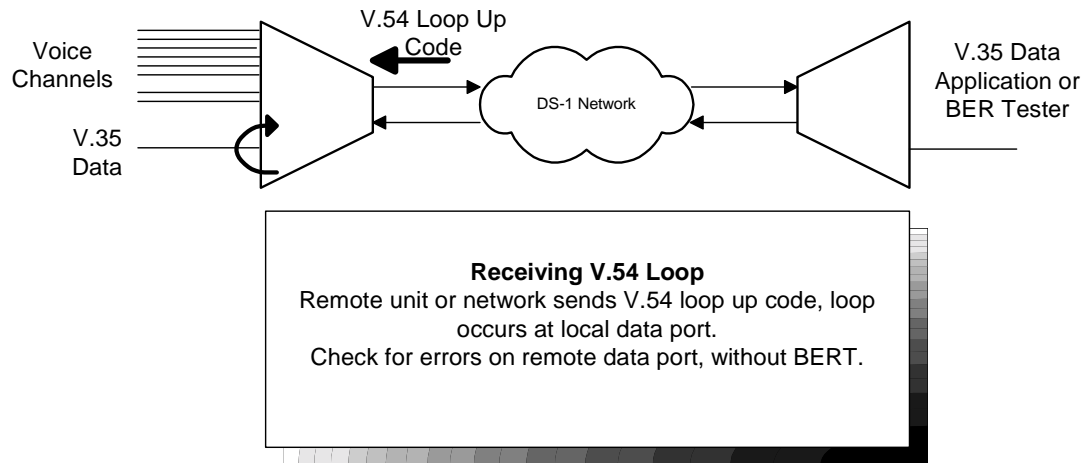 V.54 Loop Up
Code
Voice
Channels
V.35
Data
DS-1 Network
V.35 Data
Application or
BER Tester
Receiving V.54 Loop
Remote unit or network sends V.54 loop up code, loop
occurs at local data port.
Check for errors on remote data port, without BERT.